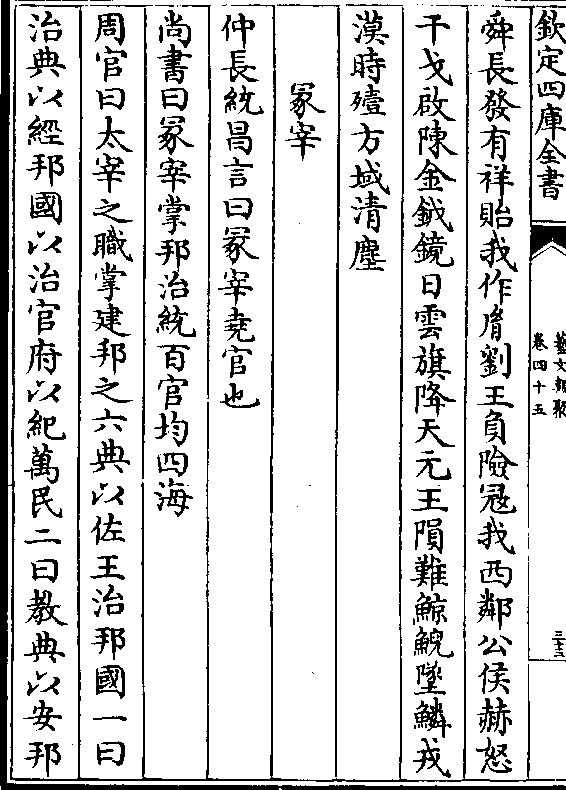 欽定四庫全書
藝文類聚
卷四十五
三十三
舜長發有祥貽我作胥劉王負險冦我西鄰公侯赫怒
干戈啟陳金鉞鏡日雲旗降天元王隕難鯨鯢墜鱗戎
漠時殪方域清塵
冢宰
仲長統昌言曰冢宰堯官也
尚書曰冢宰掌邦治統百官均四海
周官曰太宰之職掌建邦之六典以佐王治邦國一曰
治典以經邦國以治官府以紀萬民二曰教典以安邦